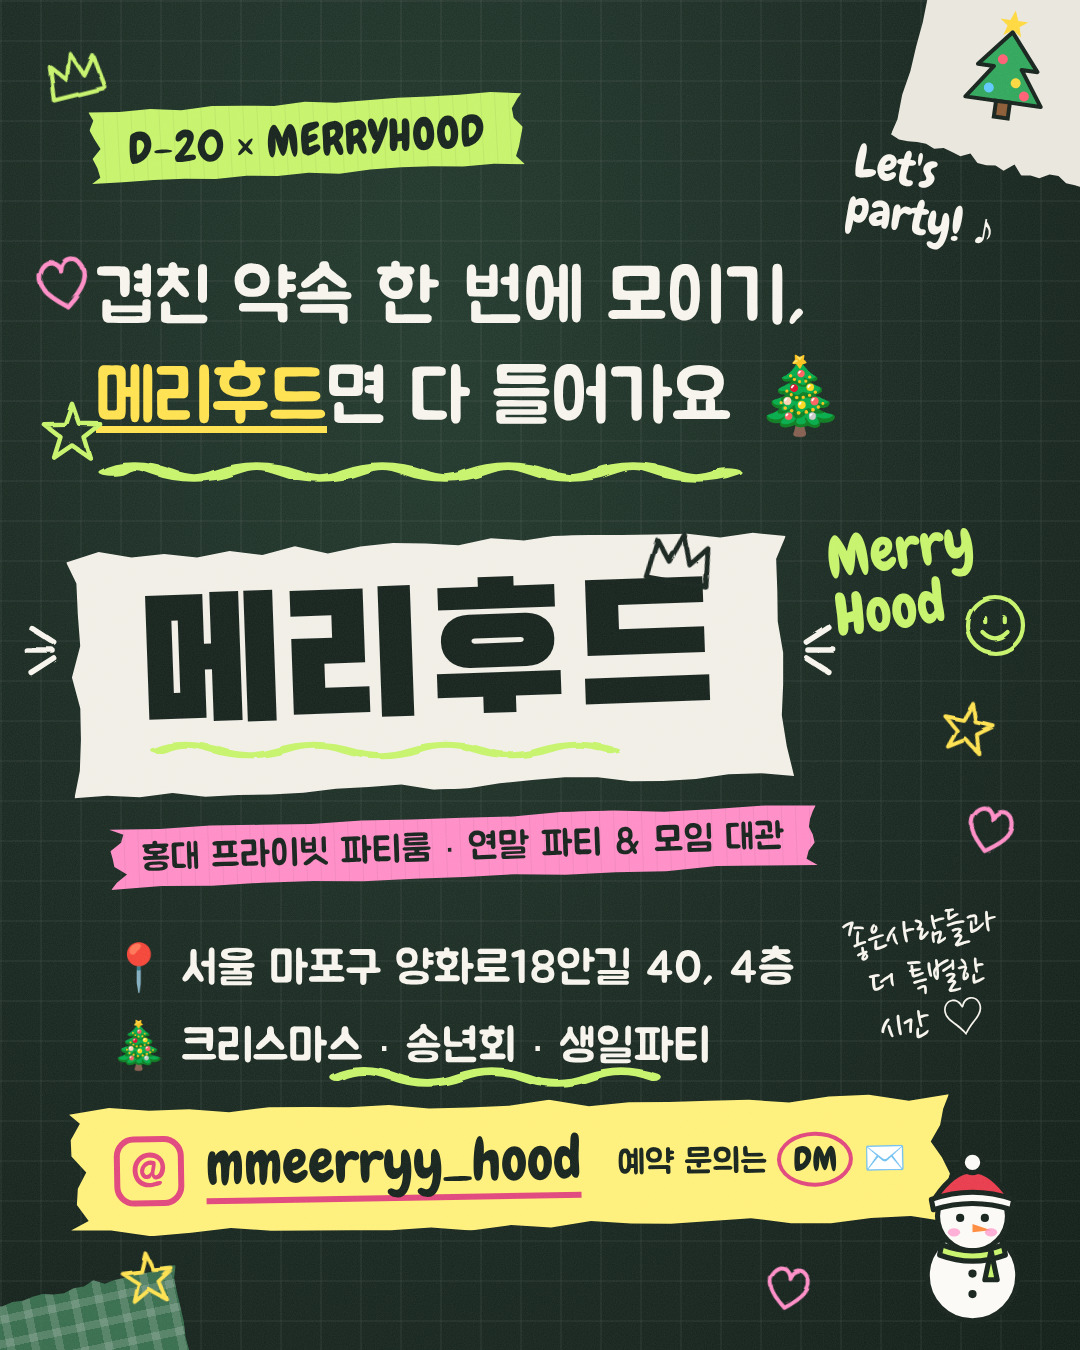 D-20 × MERRYHOOD
Let's
party! ♪
겹친 약속 한 번에 모이기,
메리후드면 다 들어가요 🎄
Merry
Hood
메리후드
홍대 프라이빗 파티룸 · 연말 파티 & 모임 대관
📍 서울 마포구 양화로18안길 40, 4층
좋은사람들과
더 특별한
시간 ♡
🎄 크리스마스 · 송년회 · 생일파티
@ mmeerryy_hood 예약 문의는 DM ✉️